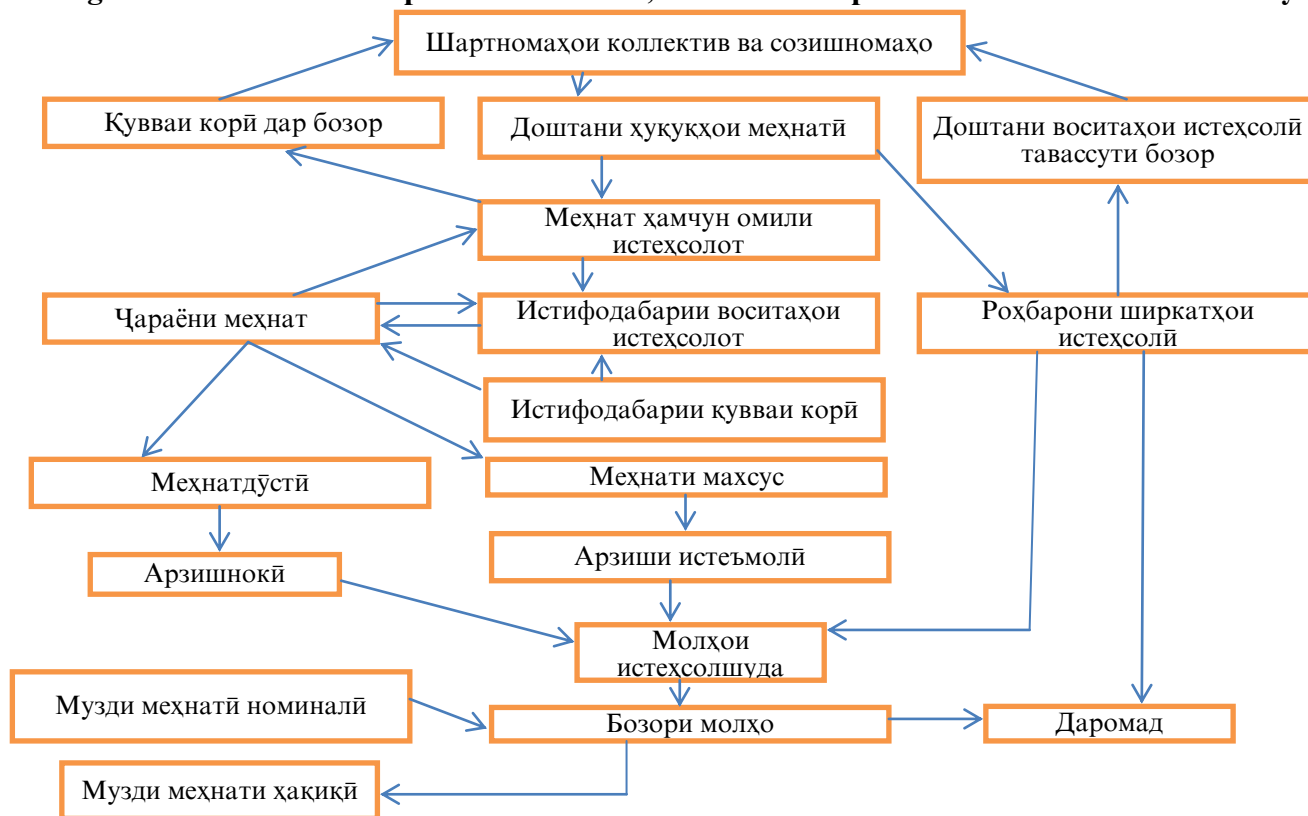 Шартномаҳои коллектив ва созишномаҳо
Қувваи корӣ дар бозор
Доштани ҳуқуқҳои меҳнатӣ
Доштани воситаҳои истеҳсолӣ
тавассути бозор
Меҳнат ҳамчун омили
истеҳсолот
Ҷараёни меҳнат
Истифодабарии воситаҳои
истеҳсолот
Роҳбарони ширкатҳои
истеҳсолӣ
Истифодабарии қувваи корӣ
Меҳнатдӯстӣ
Меҳнати махсус
Арзишнокӣ
Арзиши истеъмолӣ
Молҳои
истеҳсолшуда
Музди меҳнатӣ номиналӣ
Бозори молҳо
Даромад
Музди меҳнати ҳақиқӣ